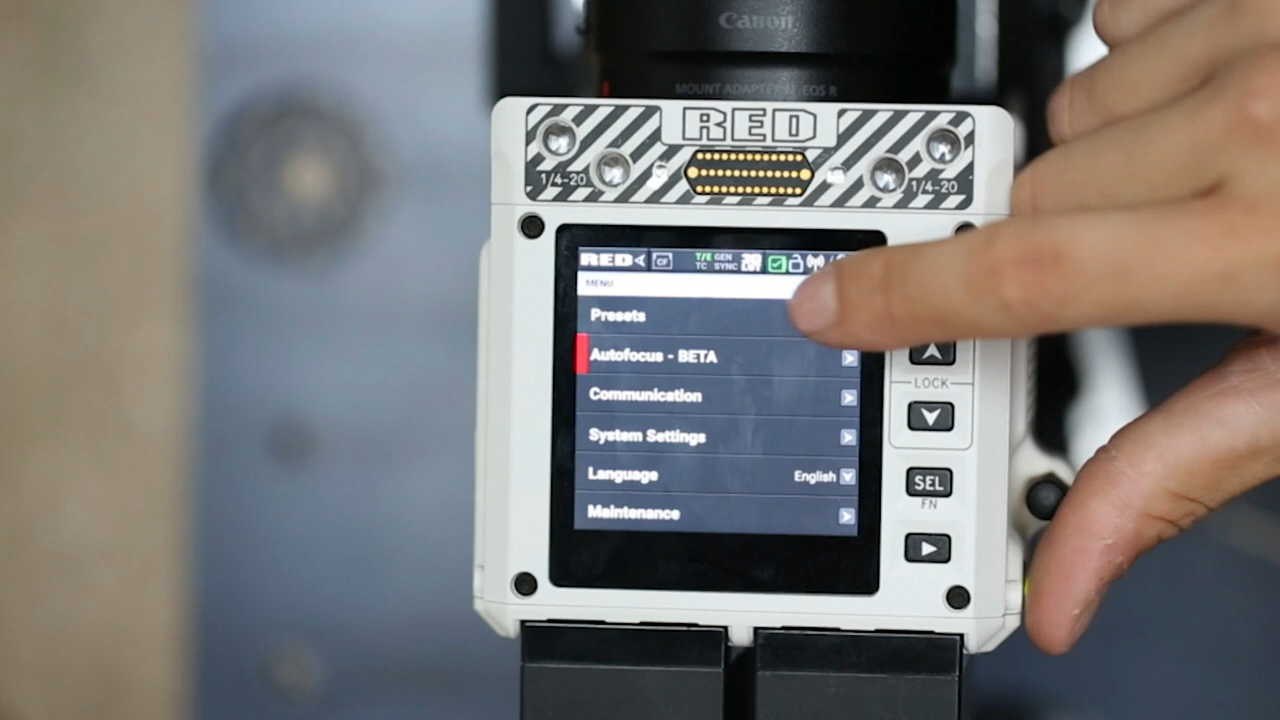 Canon
MOUNT ADAPTER EF-EOS R
RED
1/4-20
1/4-20
RED
CF
T/E GEN
TC SYNC
MENU
Presets
Autofocus - BETA
Communication
System Settings
Language English
Maintenance
LOCK
SEL
FN